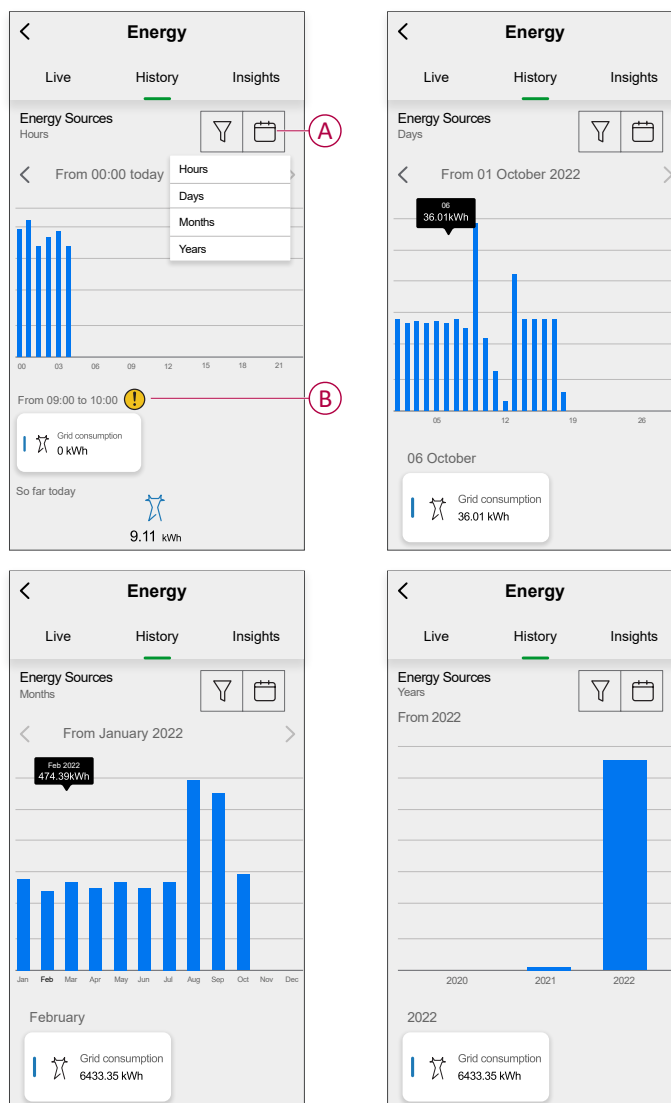 Energy
Live History Insights
Energy Sources
Hours
A
From 00:00 today
Hours
Days
Months
Years
00 03 06 09 12 15 18 21
From 09:00 to 10:00
B
Grid consumption
0 kWh
So far today
9.11 kWh
Energy
Live History Insights
Energy Sources
Days
From 01 October 2022
06
36.01kWh
05 12 19 26
06 October
Grid consumption
36.01 kWh
Energy
Live History Insights
Energy Sources
Months
From January 2022
Feb 2022
474.39kWh
Jan Feb Mar Apr May Jun Jul Aug Sep Oct Nov Dec
February
Grid consumption
6433.35 kWh
Energy
Live History Insights
Energy Sources
Years
From 2022
2020 2021 2022
2022
Grid consumption
6433.35 kWh